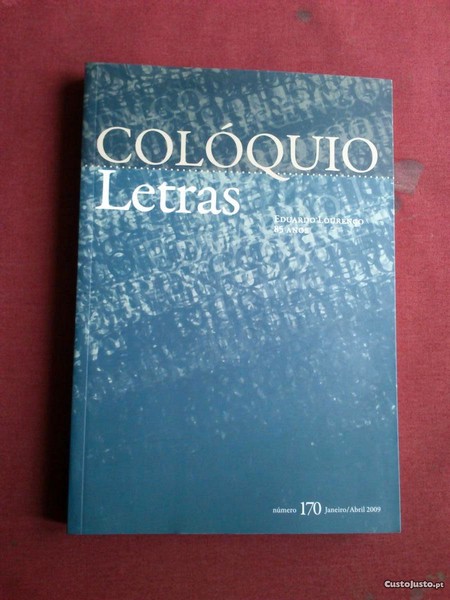 COLÓQUIO
Letras
EDUARDO LOURENÇO
85 ANOS
número 170 Janeiro/Abril 2009
CustoJusto.pt